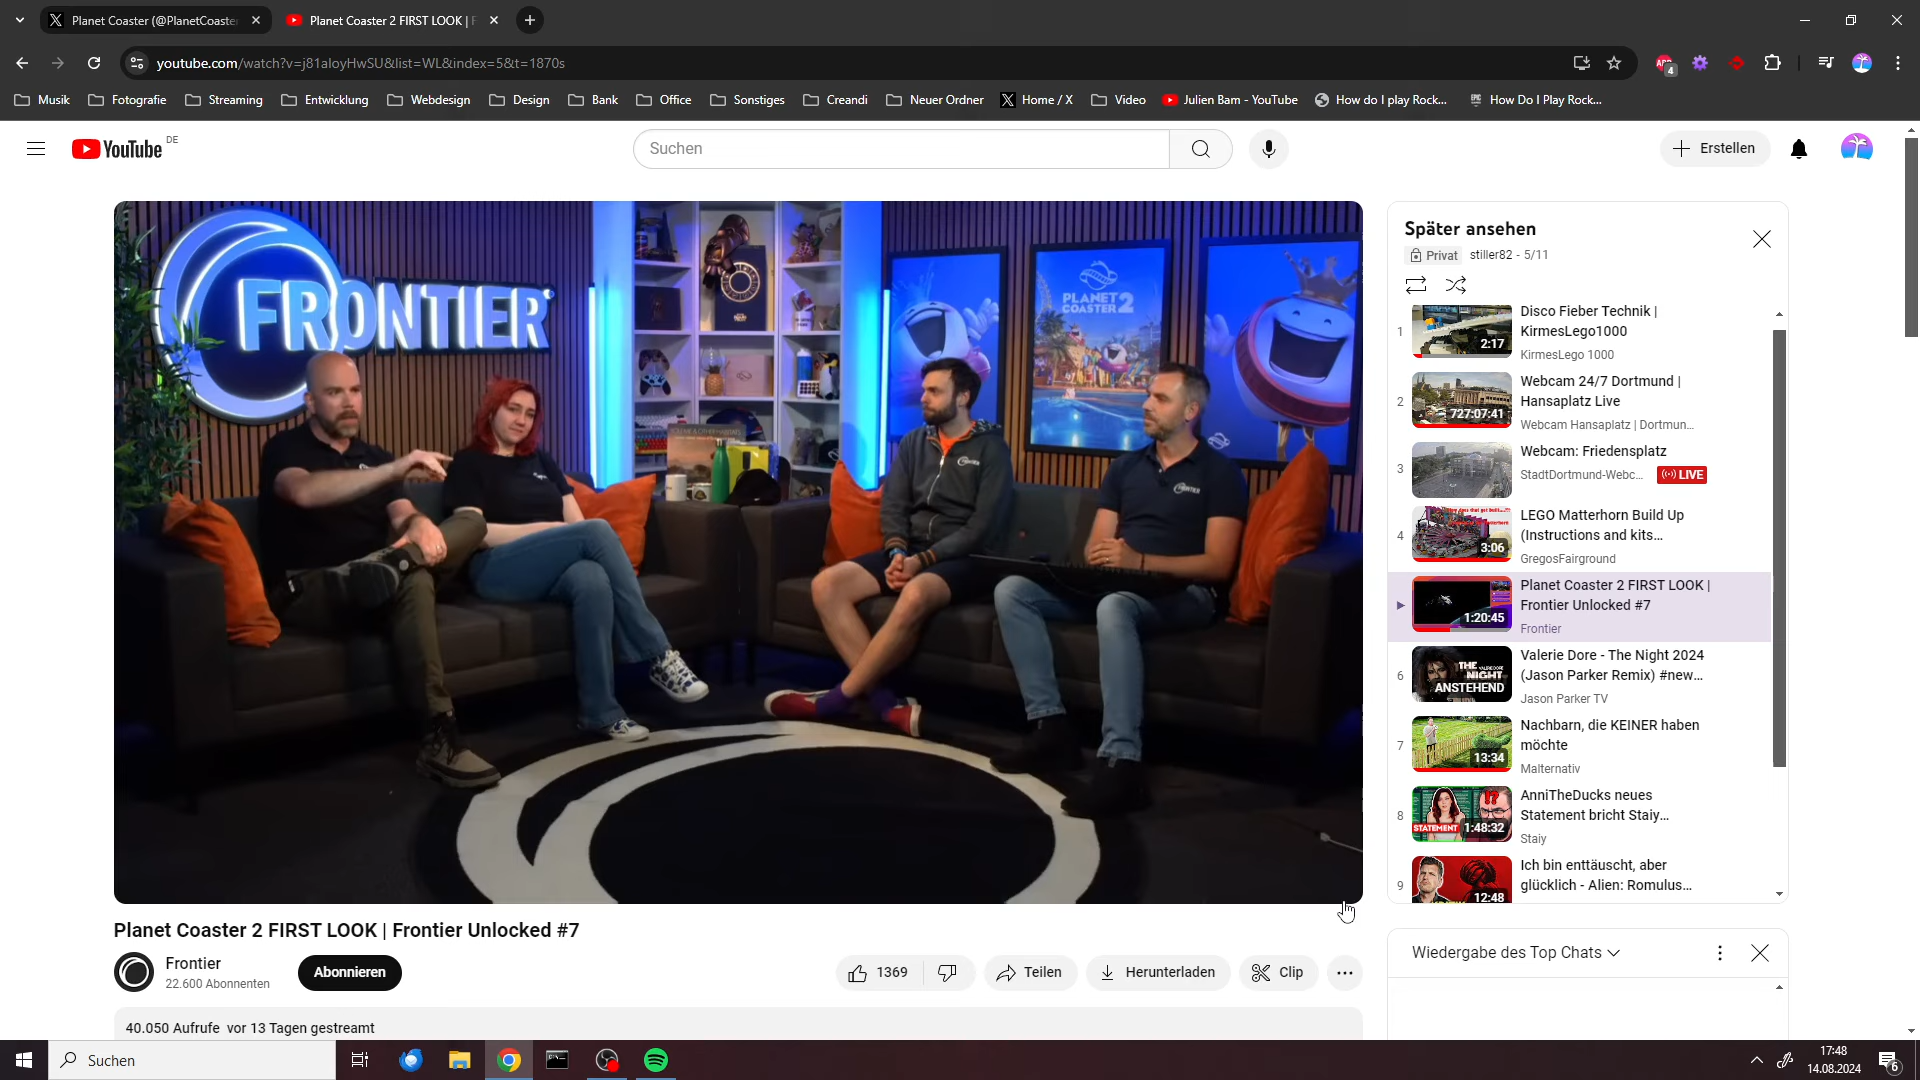 Planet Coaster (@PlanetCoaster
Planet Coaster 2 FIRST LOOK | F
youtube.com/watch?v=j81aloyHwSU&list=WL&index=5&t=1870s
4
Musik
Fotografie
Streaming
Entwicklung
Webdesign
Design
Bank
Office
Sonstiges
Creandi
Neuer Ordner
Home / X
Video
Julien Bam - YouTube
How do I play Rock...
How Do I Play Rock...
YouTube DE
Suchen
Erstellen
FRONTIER
PLANET
COASTER 2
Später ansehen
Privat stiller82 - 5/11
1
2:17
Disco Fieber Technik |
KirmesLego1000
KirmesLego 1000
2
727:07:41
Webcam 24/7 Dortmund |
Hansaplatz Live
Webcam Hansaplatz | Dortmun...
3
Webcam: Friedensplatz
StadtDortmund-Webc...
LIVE
4
3:06
LEGO Matterhorn Build Up
(Instructions and kits...
GregosFairground
1:20:45
Planet Coaster 2 FIRST LOOK |
Frontier Unlocked #7
Frontier
6
THE
NIGHT
ANSTEHEND
Valerie Dore - The Night 2024
(Jason Parker Remix) #new...
Jason Parker TV
7
13:34
Nachbarn, die KEINER haben
möchte
Malternativ
8
!?
STATEMENT
1:48:32
AnniTheDucks neues
Statement bricht Staiy...
Staiy
9
12:48
Ich bin enttäuscht, aber
glücklich - Alien: Romulus...
Planet Coaster 2 FIRST LOOK | Frontier Unlocked #7
Frontier
22.600 Abonnenten
Abonnieren
1369
Teilen
Herunterladen
Clip
40.050 Aufrufe vor 13 Tagen gestreamt
Wiedergabe des Top Chats
Suchen
17:48
14.08.2024
6